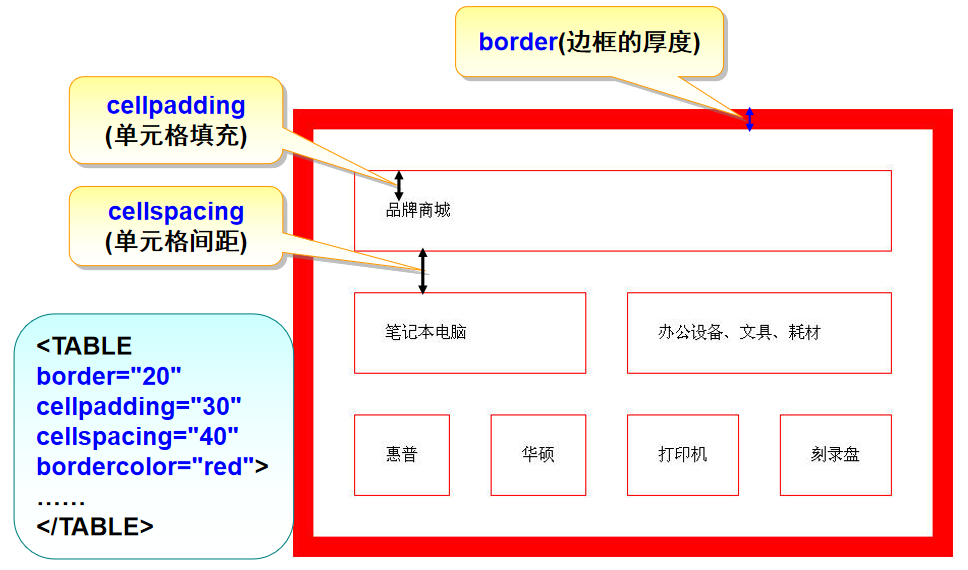 border(边框的厚度)
cellpadding
(单元格填充)
cellspacing
(单元格间距)
品牌商城
笔记本电脑
办公设备、文具、耗材
惠普
华硕
打印机
刻录盘
<TABLE
border="20"
cellpadding="30"
cellspacing="40"
bordercolor="red">
……
</TABLE>